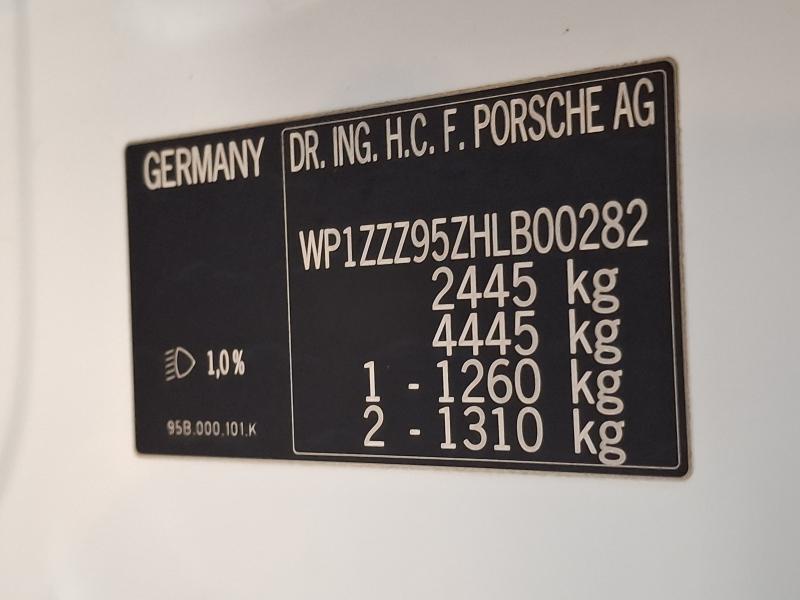 GERMANY
DR. ING. H.C. F. PORSCHE AG
WP1ZZZ95ZHLB00282
2445 kg
4445 kg
1 - 1260 kg
2 - 1310 kg
1,0%
95B.000.101.K